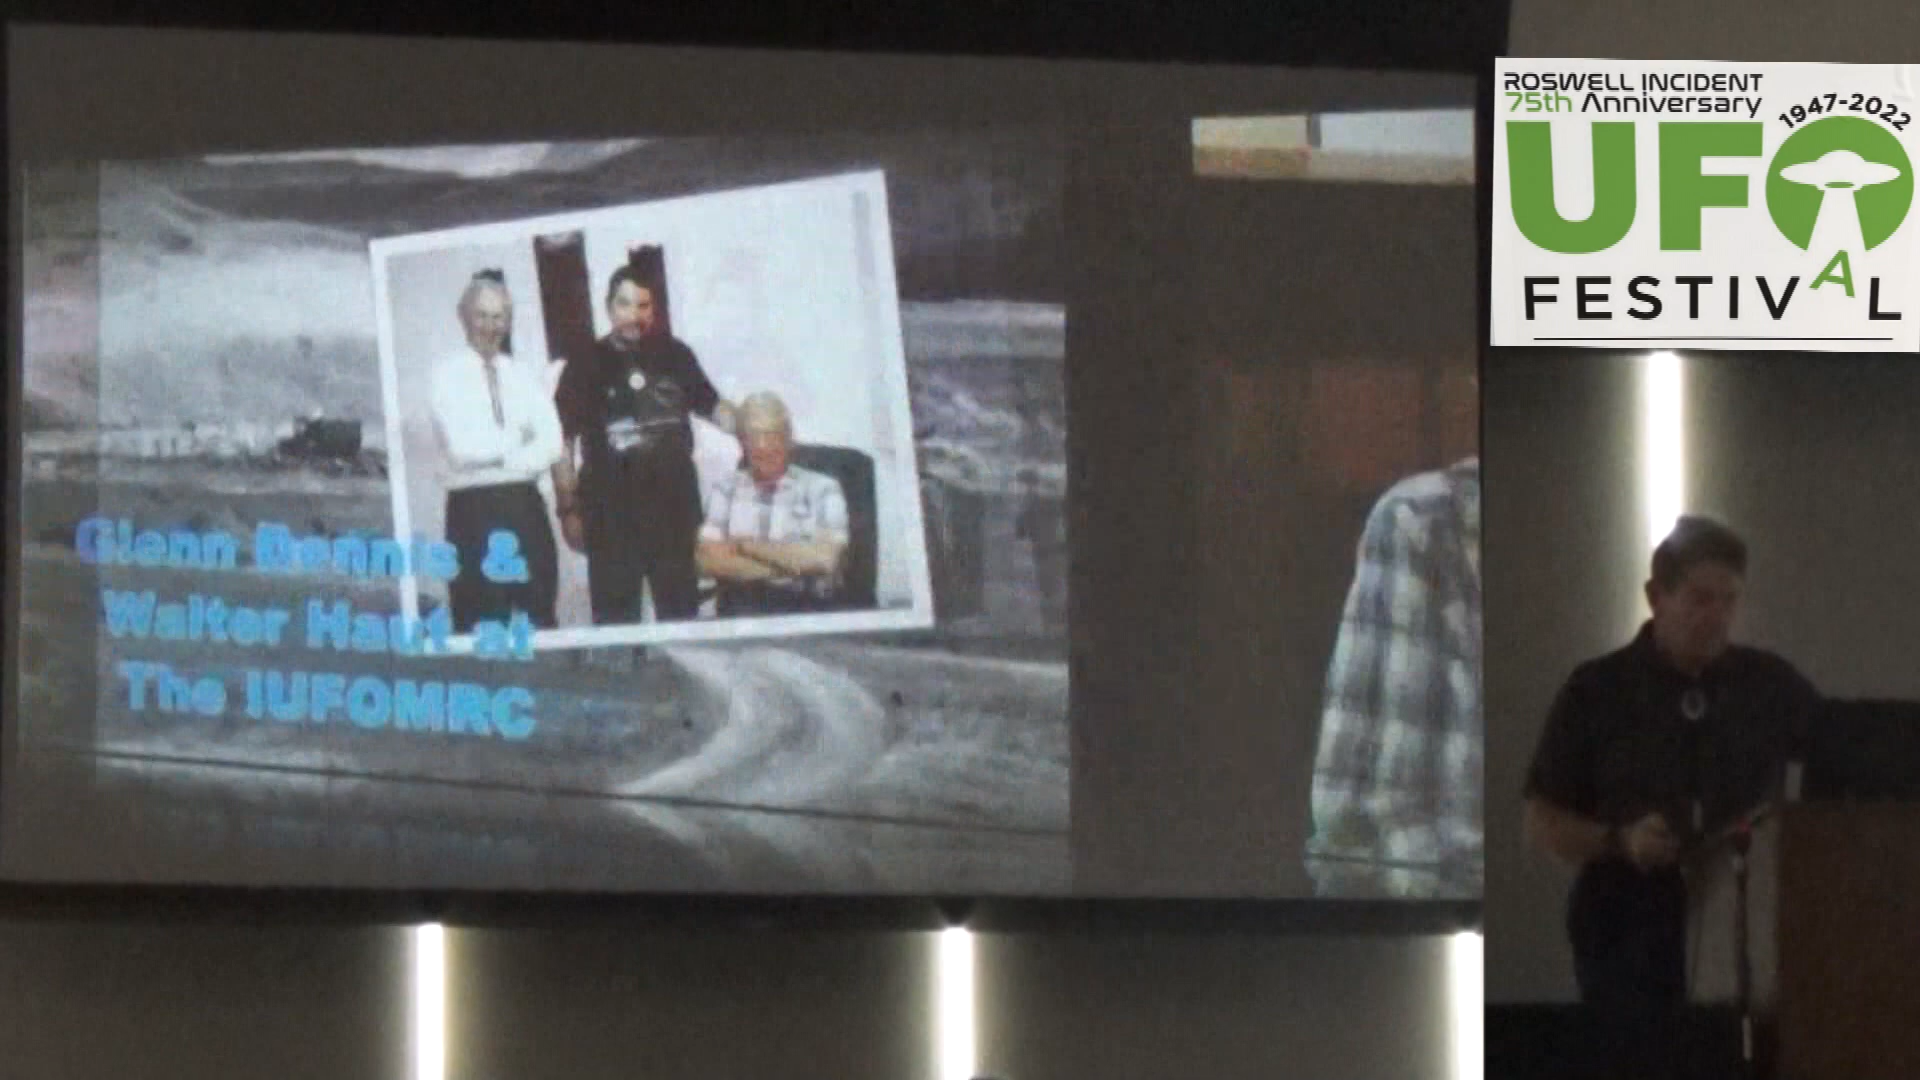 Glenn Dennis &
Walter Haut at
The IUFOMRC
ROSWELL INCIDENT
75th Anniversary
1947-2022
UFO
FESTIVAL